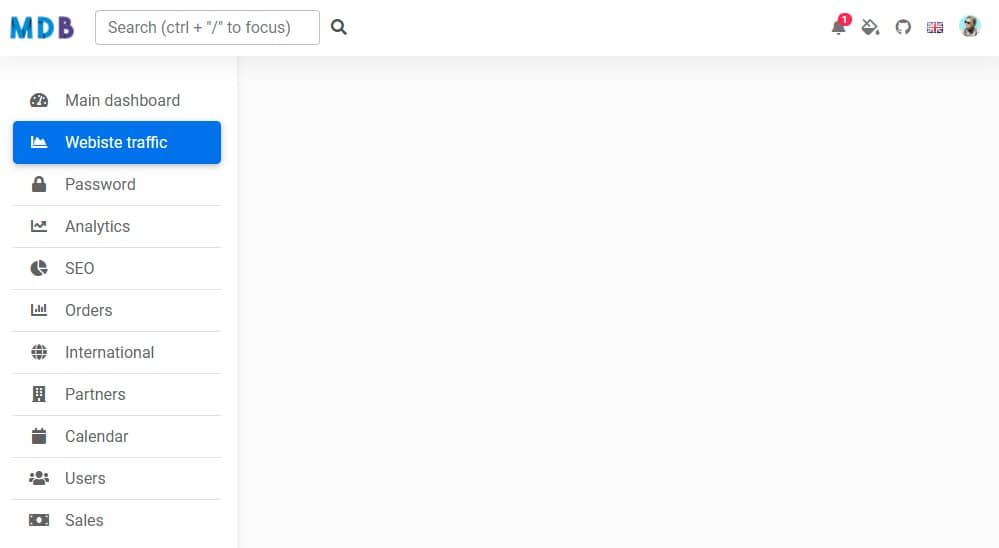 MDB
Search (ctrl + "/" to focus)
1
Main dashboard
Webiste traffic
Password
Analytics
SEO
Orders
International
Partners
Calendar
Users
Sales